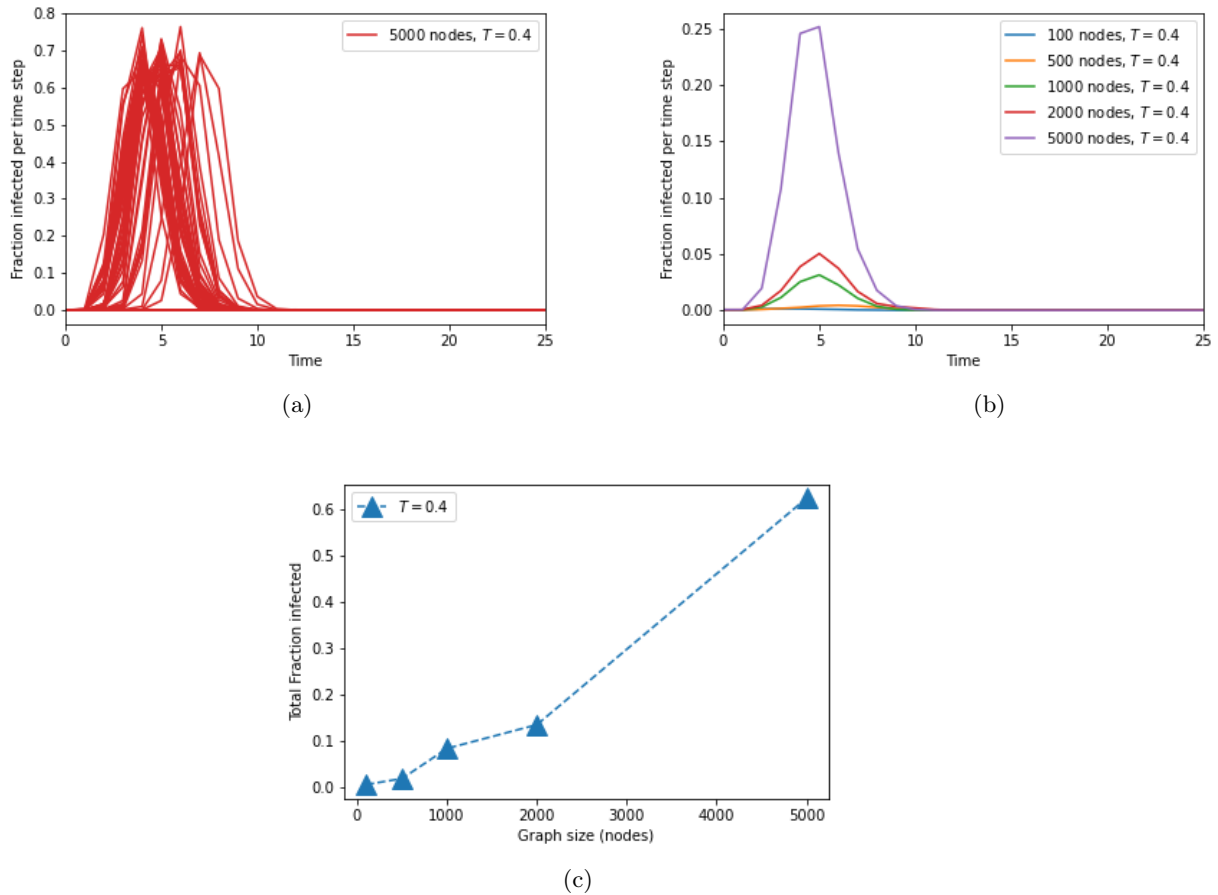 0.8
0.7
0.6
0.5
0.4
0.3
0.2
0.1
0.0
Fraction infected per time step
5000 nodes, T = 0.4
0 5 10 15 20 25
Time
(a)
0.25
0.20
0.15
0.10
0.05
0.00
Fraction infected per time step
100 nodes, T = 0.4
500 nodes, T = 0.4
1000 nodes, T = 0.4
2000 nodes, T = 0.4
5000 nodes, T = 0.4
0 5 10 15 20 25
Time
(b)
0.6
0.5
0.4
0.3
0.2
0.1
0.0
Total Fraction infected
T = 0.4
0 1000 2000 3000 4000 5000
Graph size (nodes)
(c)